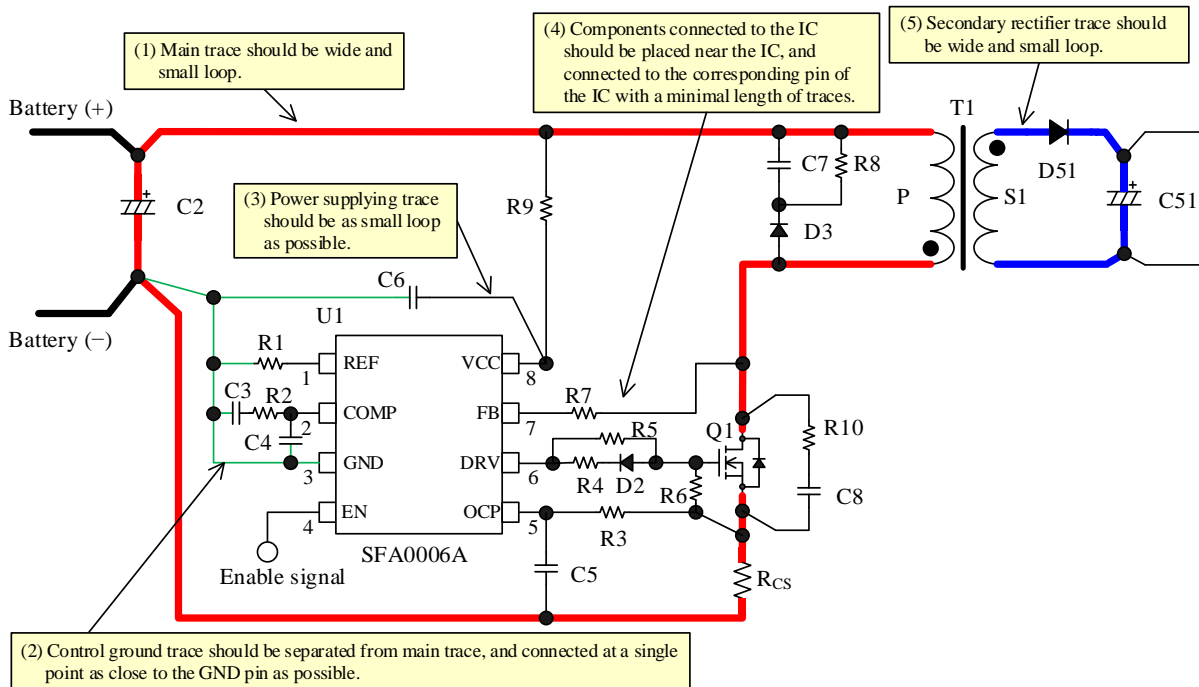 (1) Main trace should be wide and
small loop.
(4) Components connected to the IC
should be placed near the IC, and
connected to the corresponding pin of
the IC with a minimal length of traces.
(5) Secondary rectifier trace should
be wide and small loop.
Battery (+)
T1
C7
R8
D51
C2
(3) Power supplying trace
should be as small loop
as possible.
R9
P
S1
C51
D3
C6
U1
Battery (−)
R1
REF
VCC
1
8
C3
R2
COMP
FB
R7
2
7
C4
R5
Q1
R10
GND
DRV
3
6
R4
D2
R6
C8
EN
OCP
4
5
R3
SFA0006A
Enable signal
C5
RCS
(2) Control ground trace should be separated from main trace, and connected at a single
point as close to the GND pin as possible.